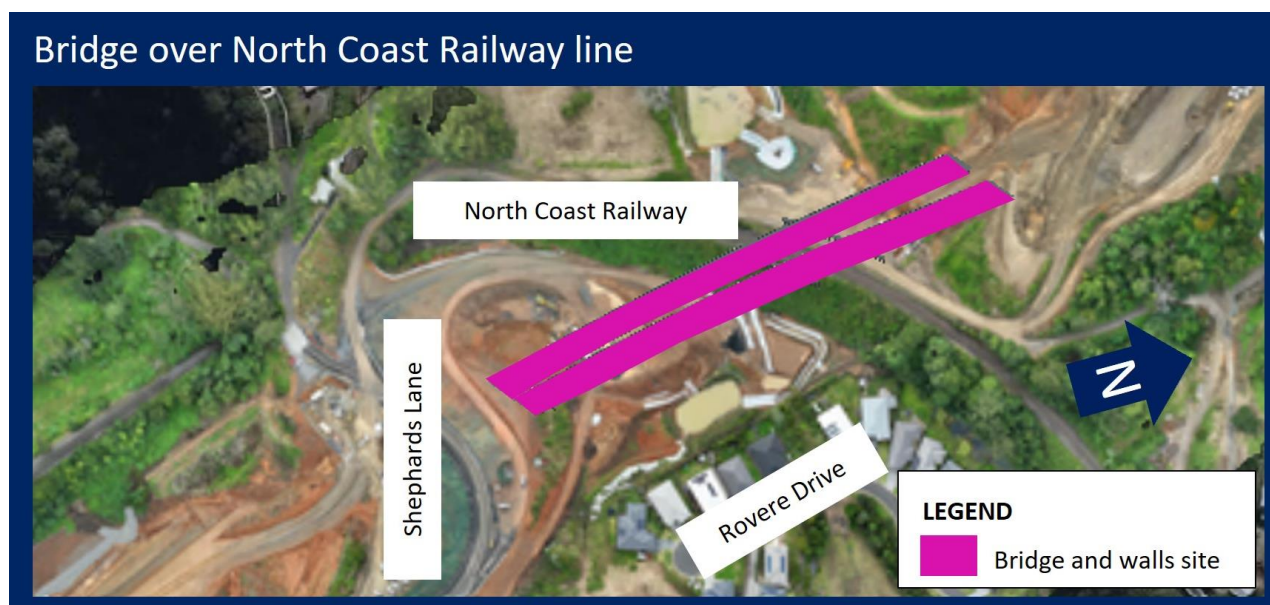 Bridge over North Coast Railway line
North Coast Railway
Shephards Lane
Rovere Drive
N
LEGEND
Bridge and walls site